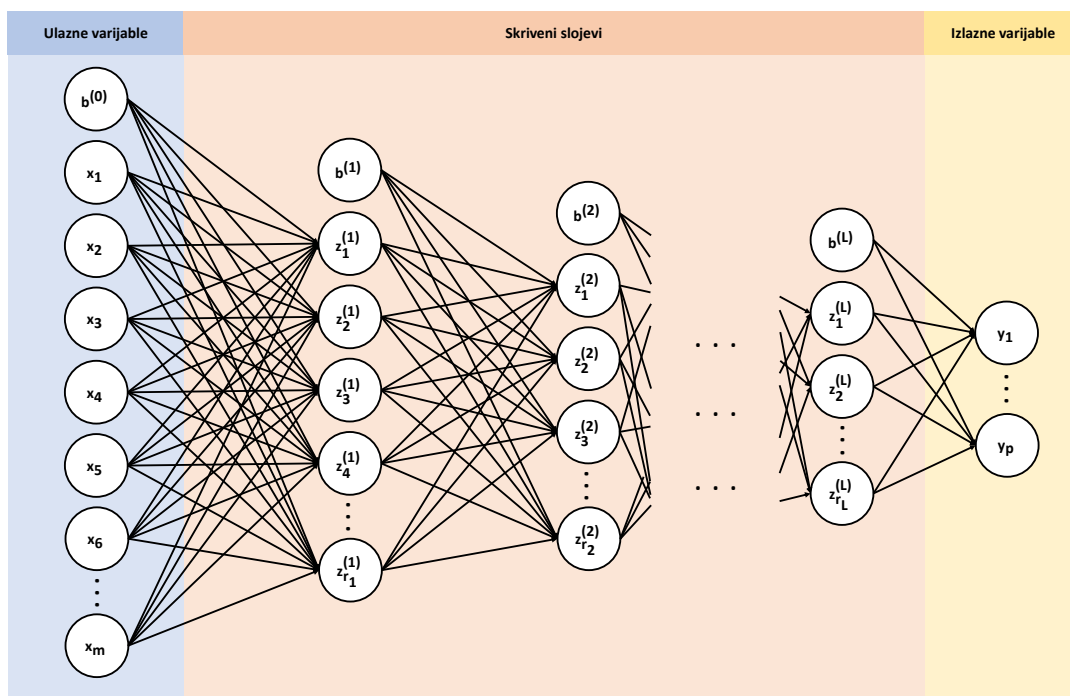 Ulazne varijable
Skriveni slojevi
Izlazne varijable
b(0)
x1
x2
x3
x4
x5
x6
xm
b(1)
z1(1)
z2(1)
z3(1)
z4(1)
zr1(1)
b(2)
z1(2)
z2(2)
z3(2)
zr2(2)
b(L)
z1(L)
z2(L)
zrL(L)
y1
yp